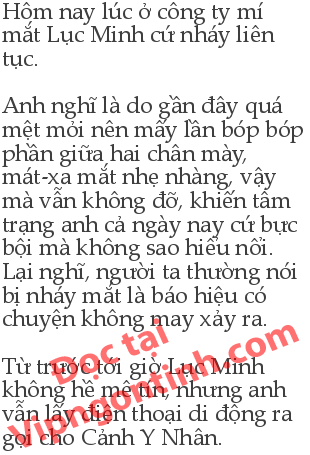 Hôm nay lúc ở công ty mí
mắt Lục Minh cứ nháy liên
tục.
Anh nghĩ là do gần đây quá
mệt mỏi nên mấy lần bóp bóp
phần giữa hai chân mày,
mát-xa mắt nhẹ nhàng, vậy
mà vẫn không đỡ, khiến tâm
trạng anh cả ngày nay cứ bực
bội mà không sao hiểu nổi.
Lại nghĩ, người ta thường nói
bị nháy mắt là báo hiệu có
chuyện không may xảy ra.
Từ trước tới giờ Lục Minh
không hề mê tín, nhưng anh
vẫn lấy điện thoại di động ra
gọi cho Cảnh Y Nhân.
Doc tai
Vipngontinh.com